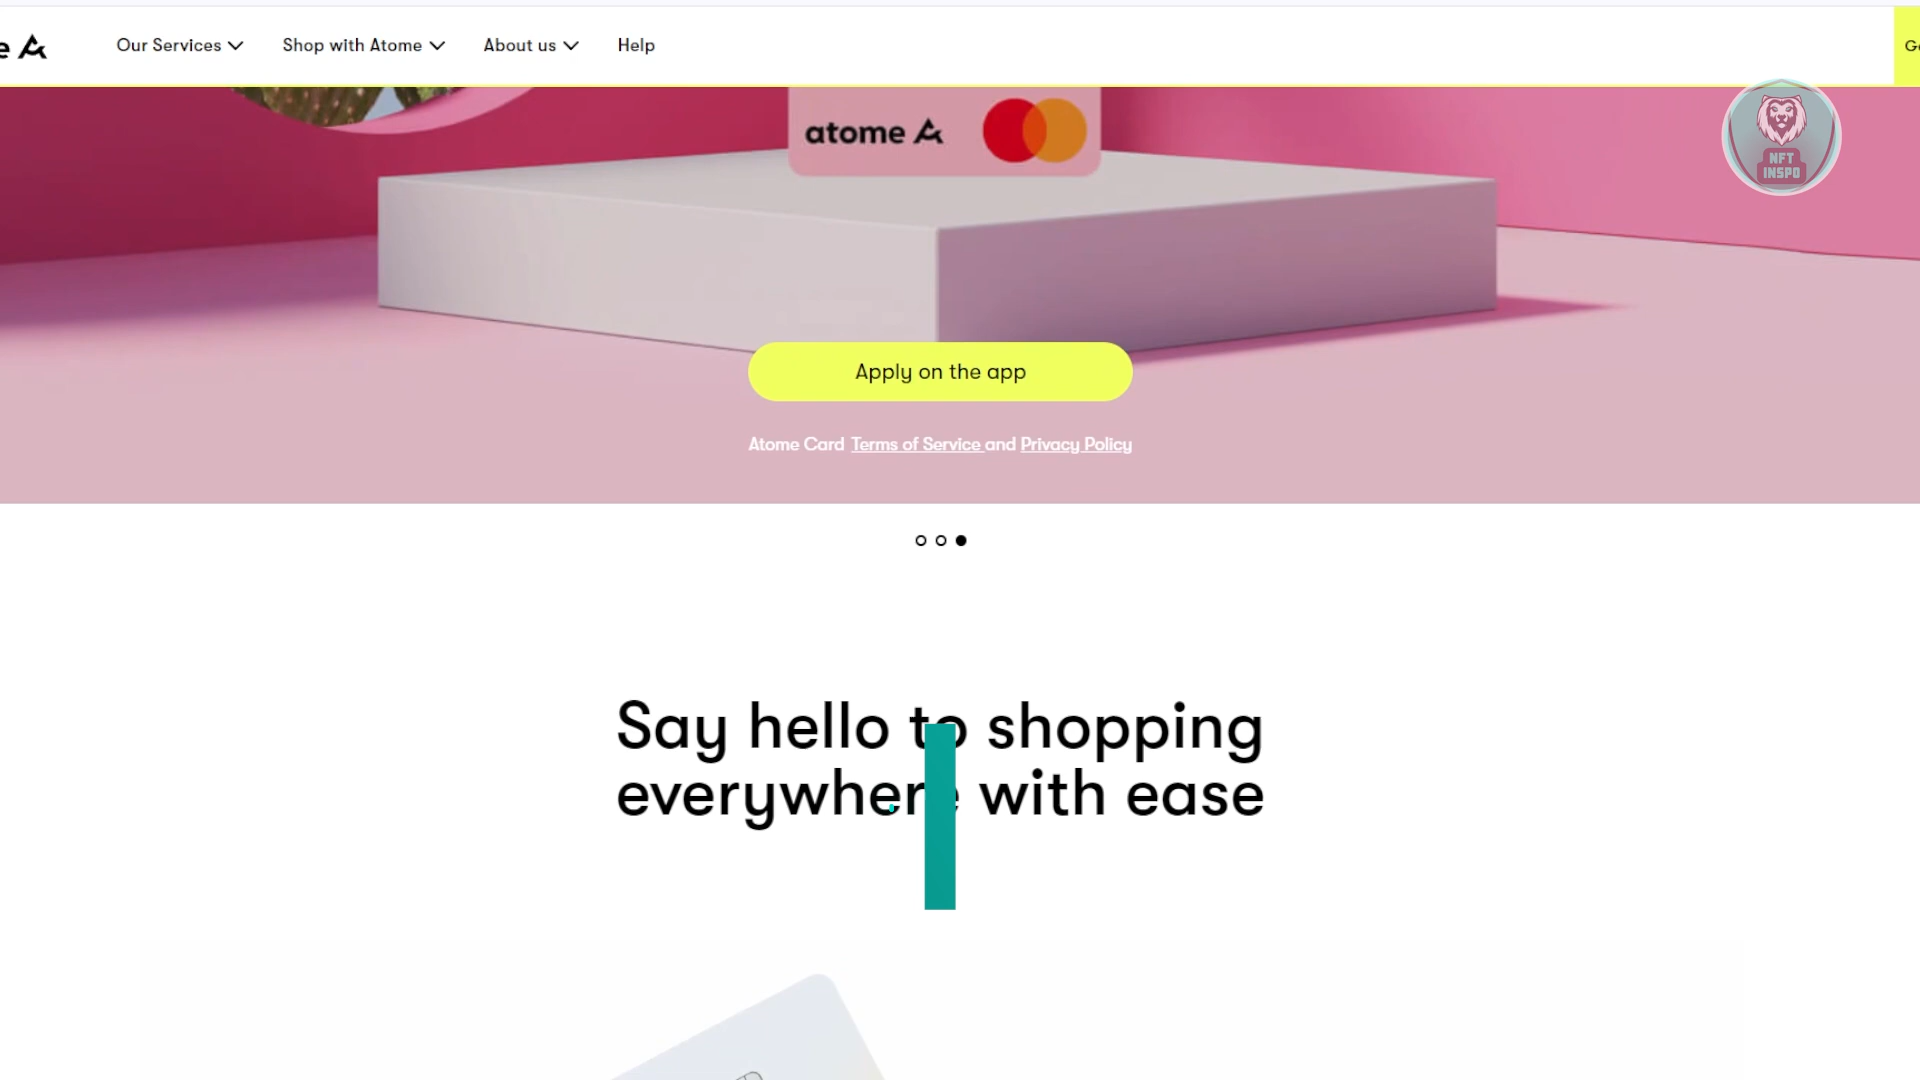 Our Services
Shop with Atome
About us
Help
atome
NFT
INSPO
Apply on the app
Atome Card Terms of Service and Privacy Policy
Say hello to shopping
everywhere with ease